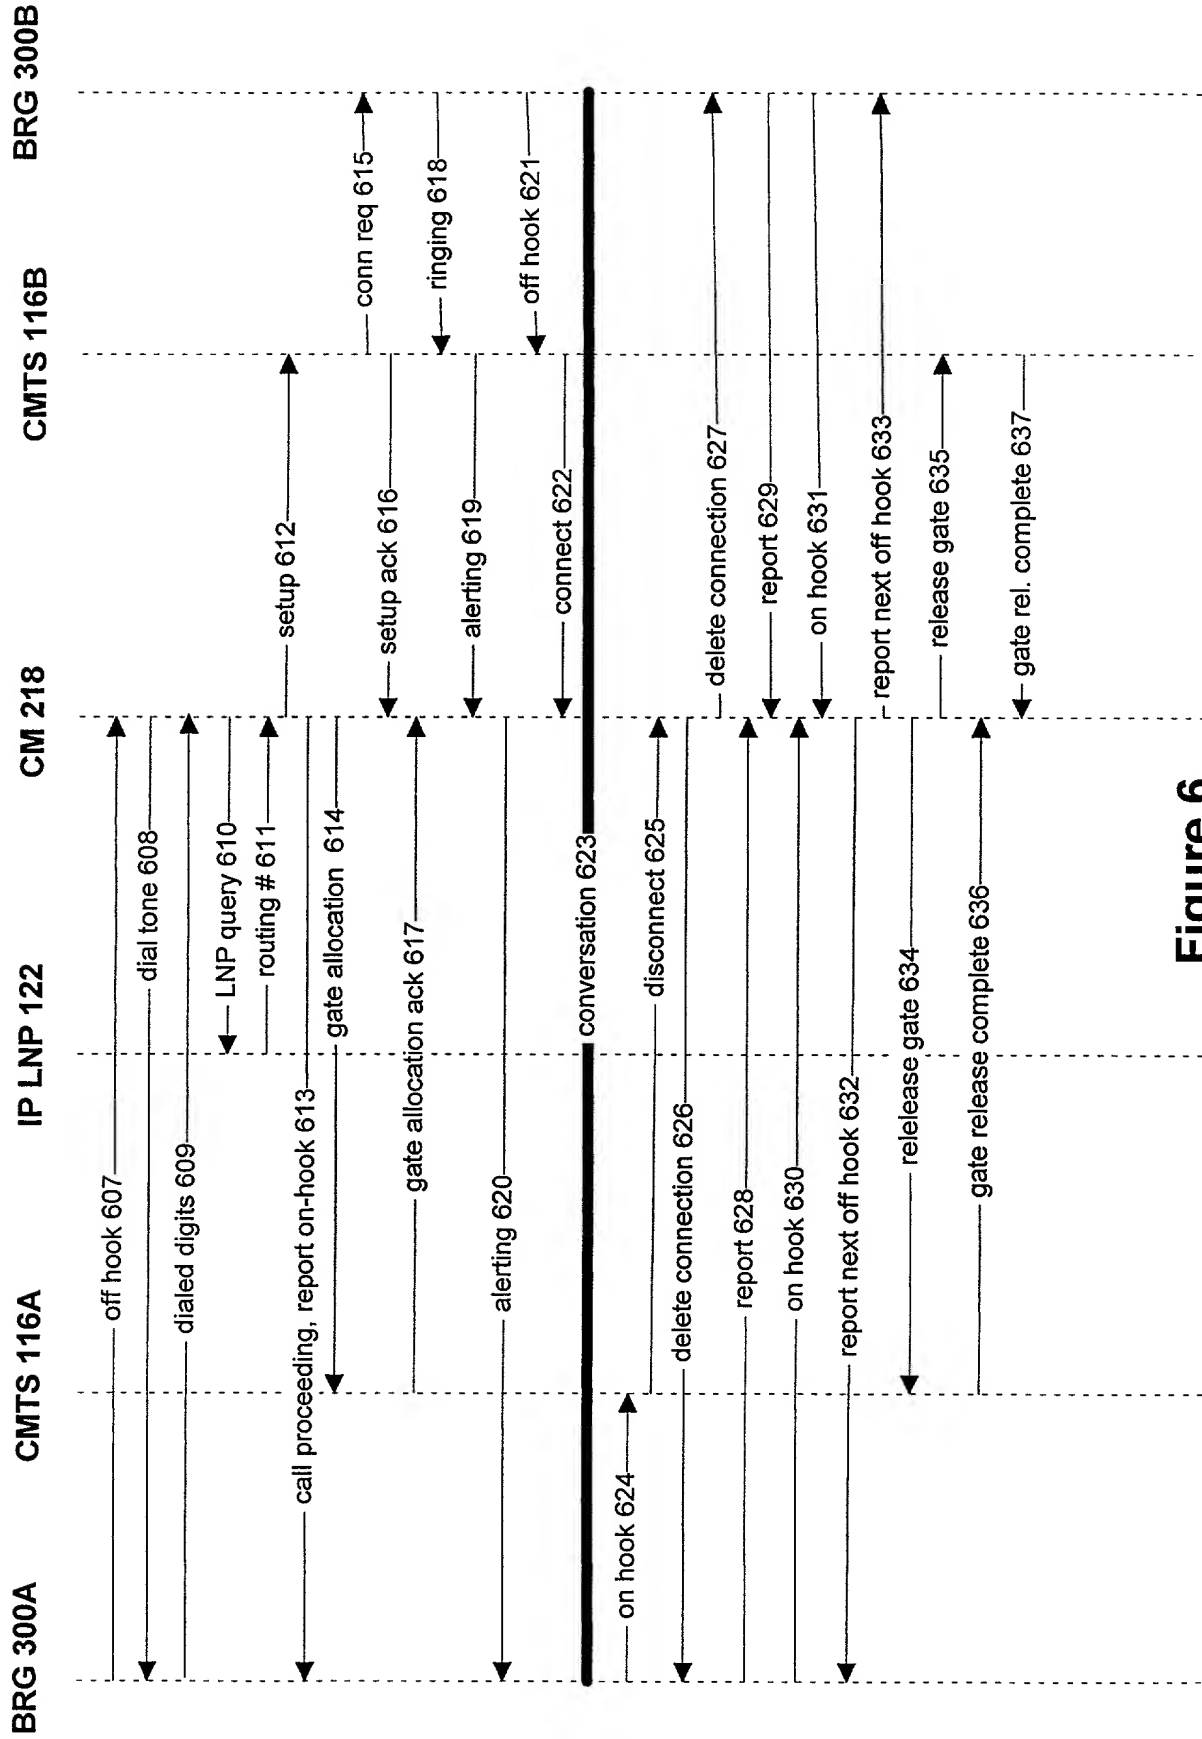 BRG 300A
CMTS 116A
IP LNP 122
CM 218
CMTS 116B
BRG 300B
off hook 607
dial tone 608
dialed digits 609
LNP query 610
routing # 611
setup 612
call proceeding, report on-hook 613
gate allocation 614
conn req 615
setup ack 616
gate allocation ack 617
ringing 618
alerting 619
alerting 620
off hook 621
connect 622
conversation 623
on hook 624
disconnect 625
delete connection 626
delete connection 627
report 628
report 629
on hook 630
on hook 631
report next off hook 632
report next off hook 633
relelease gate 634
release gate 635
gate release complete 636
gate rel. complete 637
Figure 6